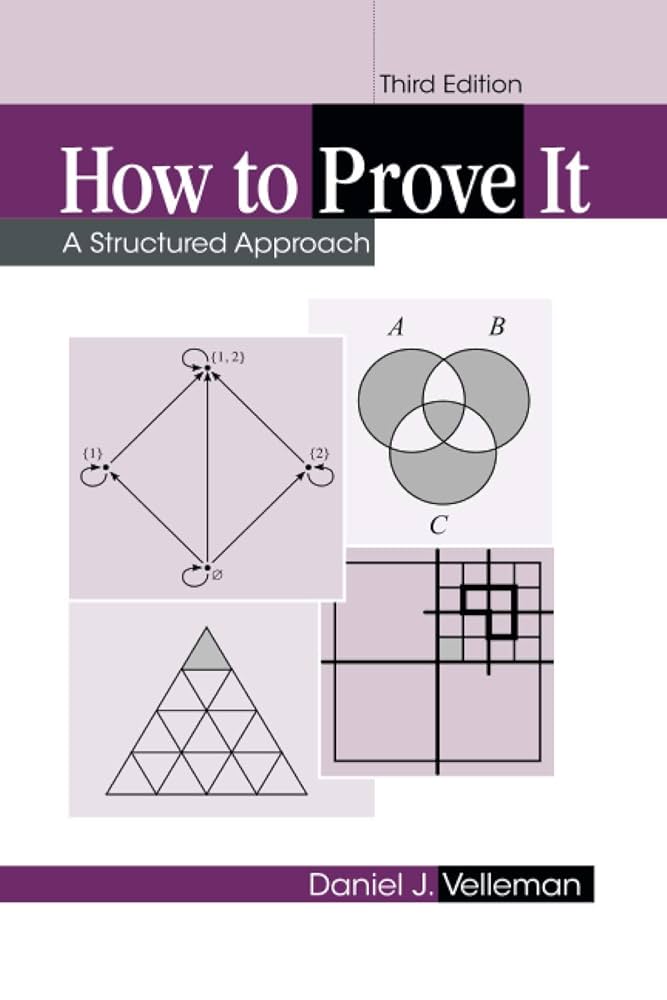 Third Edition
How to Prove It
A Structured Approach
{1, 2}
{1}
{2}
∅
A B
C
Daniel J. Velleman